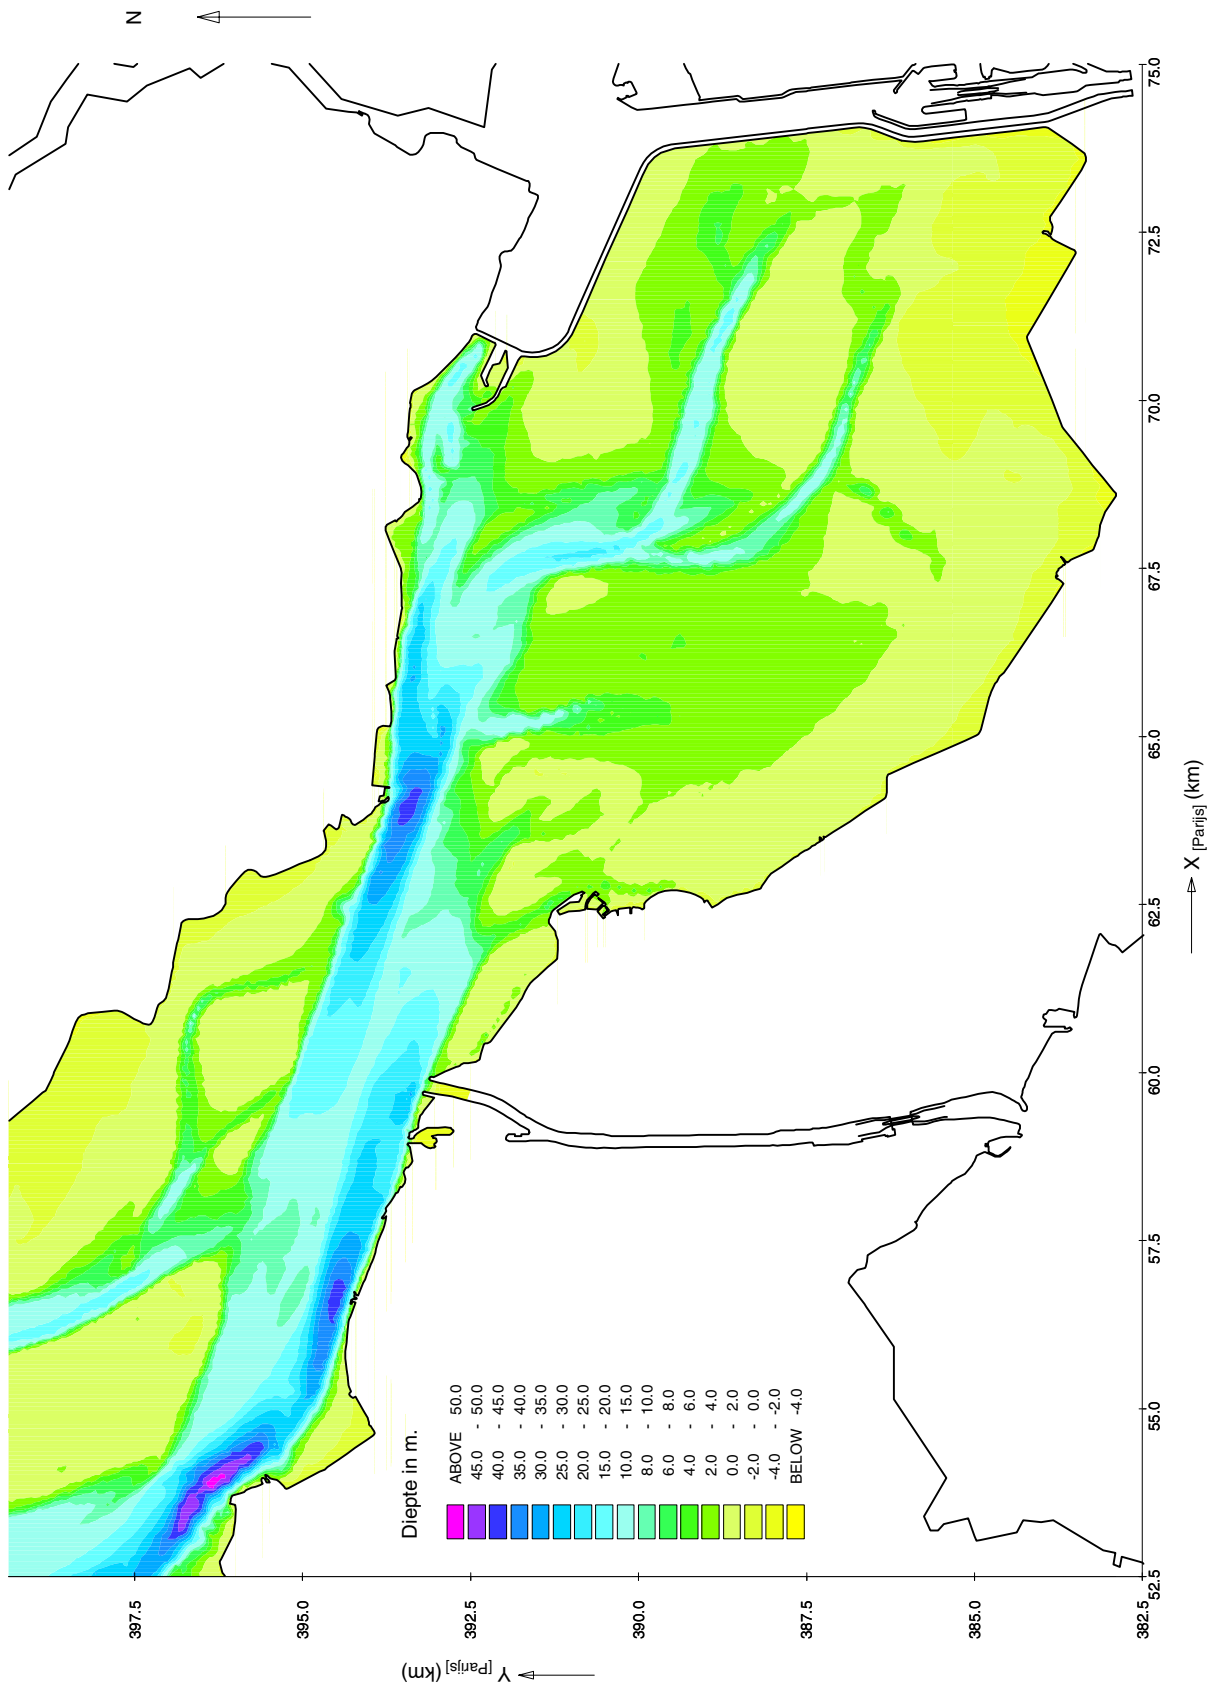 N
Diepte in m.
ABOVE 50.0
45.0 - 50.0
40.0 - 45.0
35.0 - 40.0
30.0 - 35.0
25.0 - 30.0
20.0 - 25.0
15.0 - 20.0
10.0 - 15.0
8.0 - 10.0
6.0 - 8.0
4.0 - 6.0
2.0 - 4.0
0.0 - 2.0
-2.0 - 0.0
-4.0 - -2.0
BELOW -4.0
Y [Parijs] (km)
397.5
395.0
392.5
390.0
387.5
385.0
382.5
52.5
55.0
57.5
60.0
62.5
65.0
67.5
70.0
72.5
75.0
X [Parijs] (km)